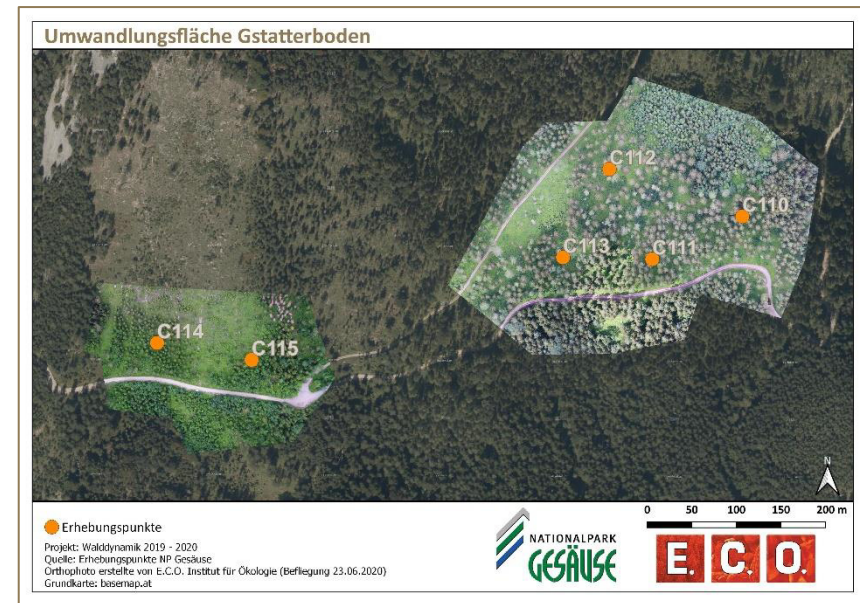 Umwandlungsfläche Gstatterboden
C112
C110
C113
C111
C114
C115
N
Erhebungspunkte
0 50 100 150 200 m
Projekt: Walddynamik 2019 - 2020
Quelle: Erhebungspunkte NP Gesäuse
Orthophoto erstellte von E.C.O. Institut für Ökologie (Befliegung 23.06.2020)
Grundkarte: basemap.at
NATIONALPARK
GESÄUSE
E. C. O.